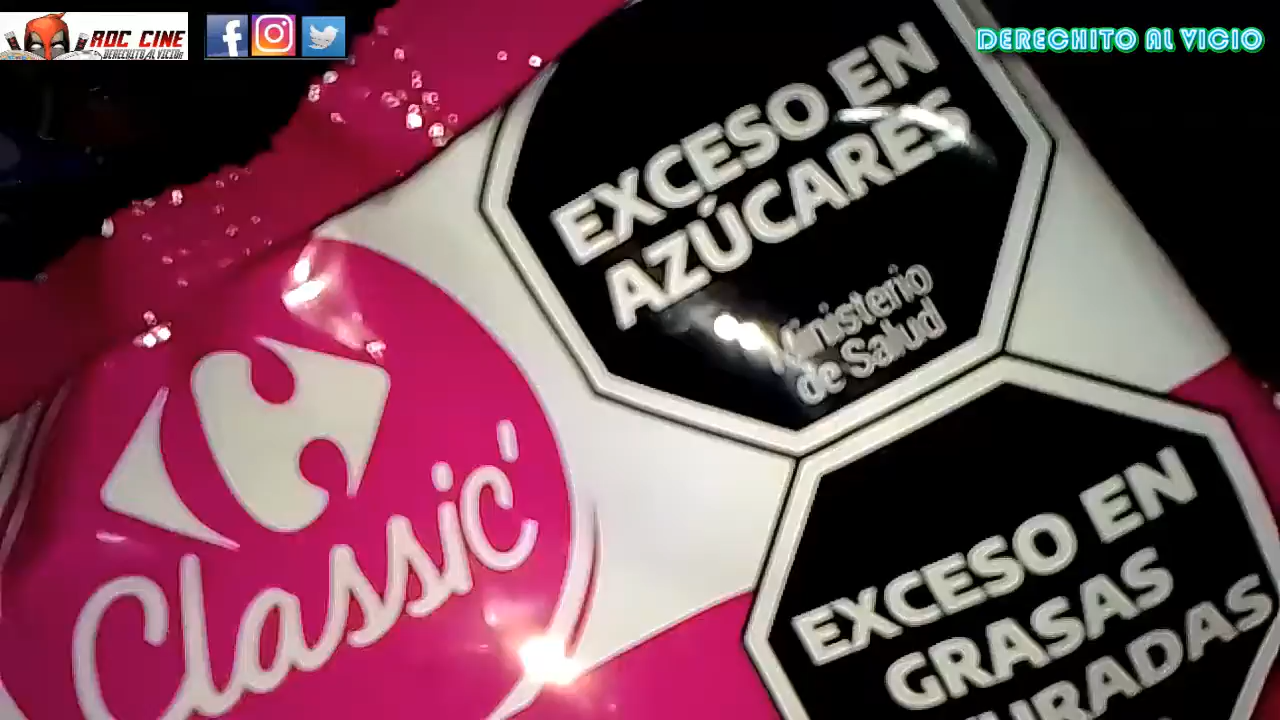 ROC CINE
DERECHITO AL VICIO
DERECHITO AL VICIO
EXCESO EN
AZÚCARES
Ministerio
de Salud
Classic'
EXCESO EN
GRASAS